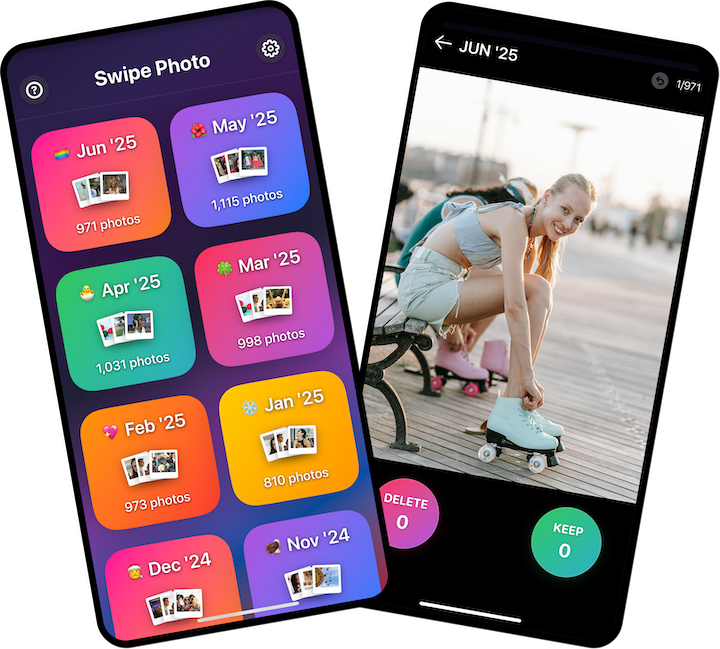 Swipe Photo
Jun '25
971 photos
May '25
1,115 photos
Apr '25
1,031 photos
Mar '25
998 photos
Feb '25
973 photos
Jan '25
810 photos
Dec '24
Nov '24
JUN '25
1/971
DELETE
0
KEEP
0